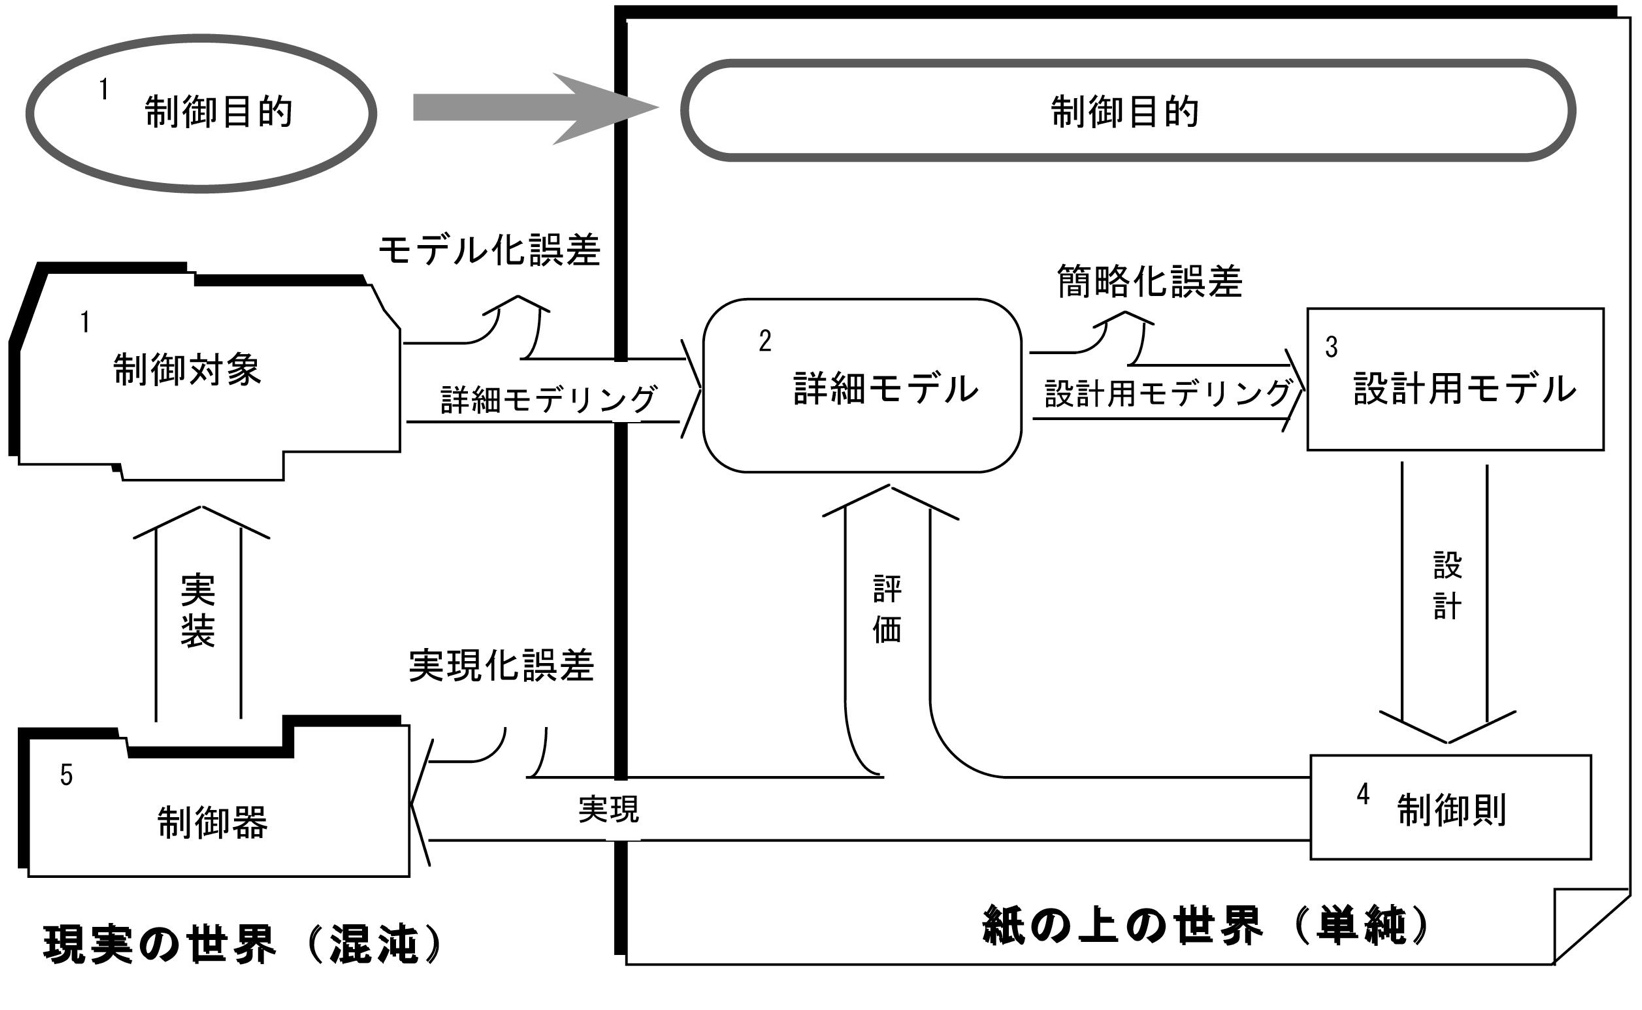 1
制御目的
制御目的
モデル化誤差
簡略化誤差
1
制御対象
詳細モデリング
2
詳細モデル
設計用モデリング
3
設計用モデル
実装
評価
設計
実現化誤差
5
制御器
実現
4
制御則
現実の世界（混沌）
紙の上の世界（単純）